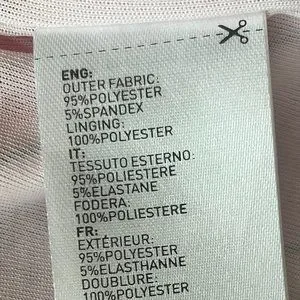 ENG:
OUTER FABRIC:
95%POLYESTER
5%SPANDEX
LINGING:
100%POLYESTER
IT:
TESSUTO ESTERNO:
95%POLIESTERE
5%ELASTANE
FODERA:
100%POLIESTERE
FR:
EXTÉRIEUR:
95%POLYESTER
5%ELASTHANNE
DOUBLURE:
100%POLYESTER